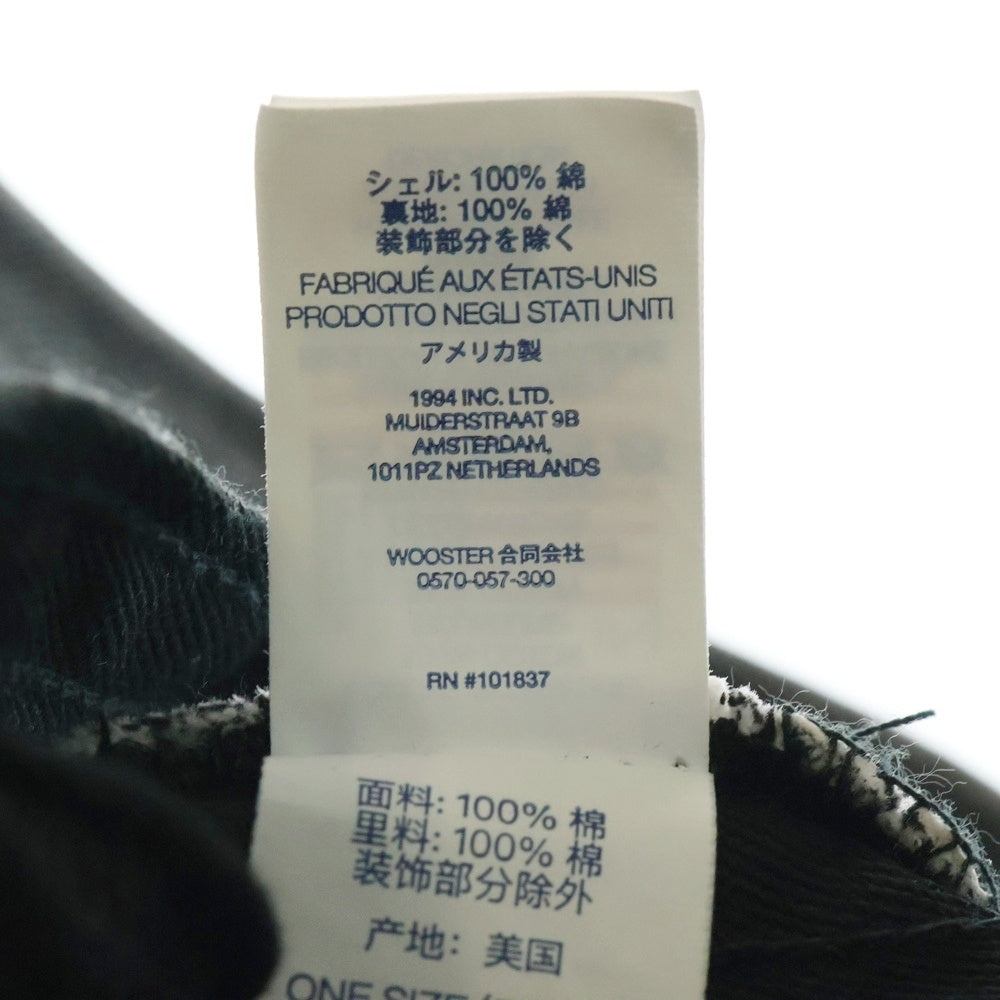 シェル: 100% 綿
裏地: 100% 綿
装飾部分を除く
FABRIQUÉ AUX ÉTATS-UNIS
PRODOTTO NEGLI STATI UNITI
アメリカ製
1994 INC. LTD.
MUIDERSTRAAT 9B
AMSTERDAM,
1011PZ NETHERLANDS
WOOSTER 合同会社
0570-057-300
RN #101837
面料: 100% 棉
里料: 100% 棉
装饰部分除外
产地: 美国
ONE SIZE